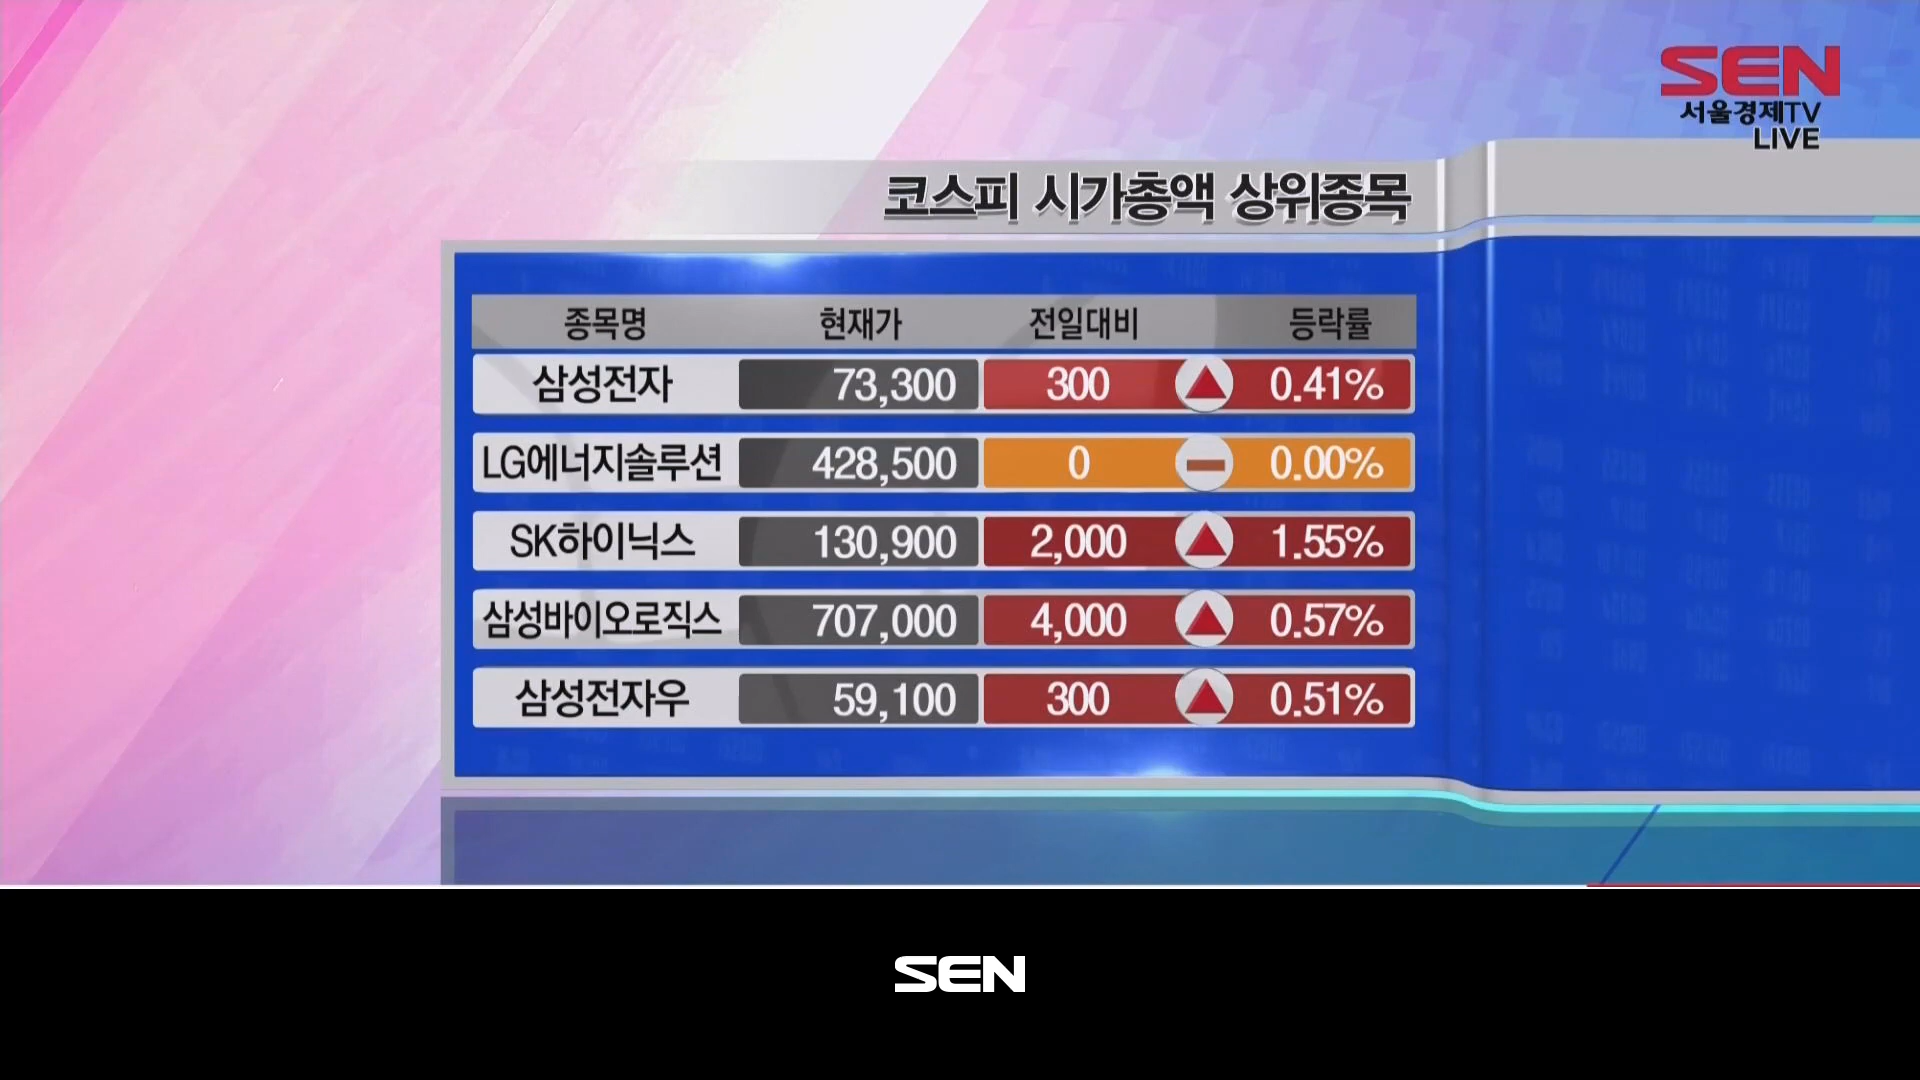 SEN
서울경제TV
LIVE
코스피 시가총액 상위종목
종목명 현재가 전일대비 등락률
삼성전자 73,300 300 0.41%
LG에너지솔루션 428,500 0 0.00%
SK하이닉스 130,900 2,000 1.55%
삼성바이오로직스 707,000 4,000 0.57%
삼성전자우 59,100 300 0.51%
SEN